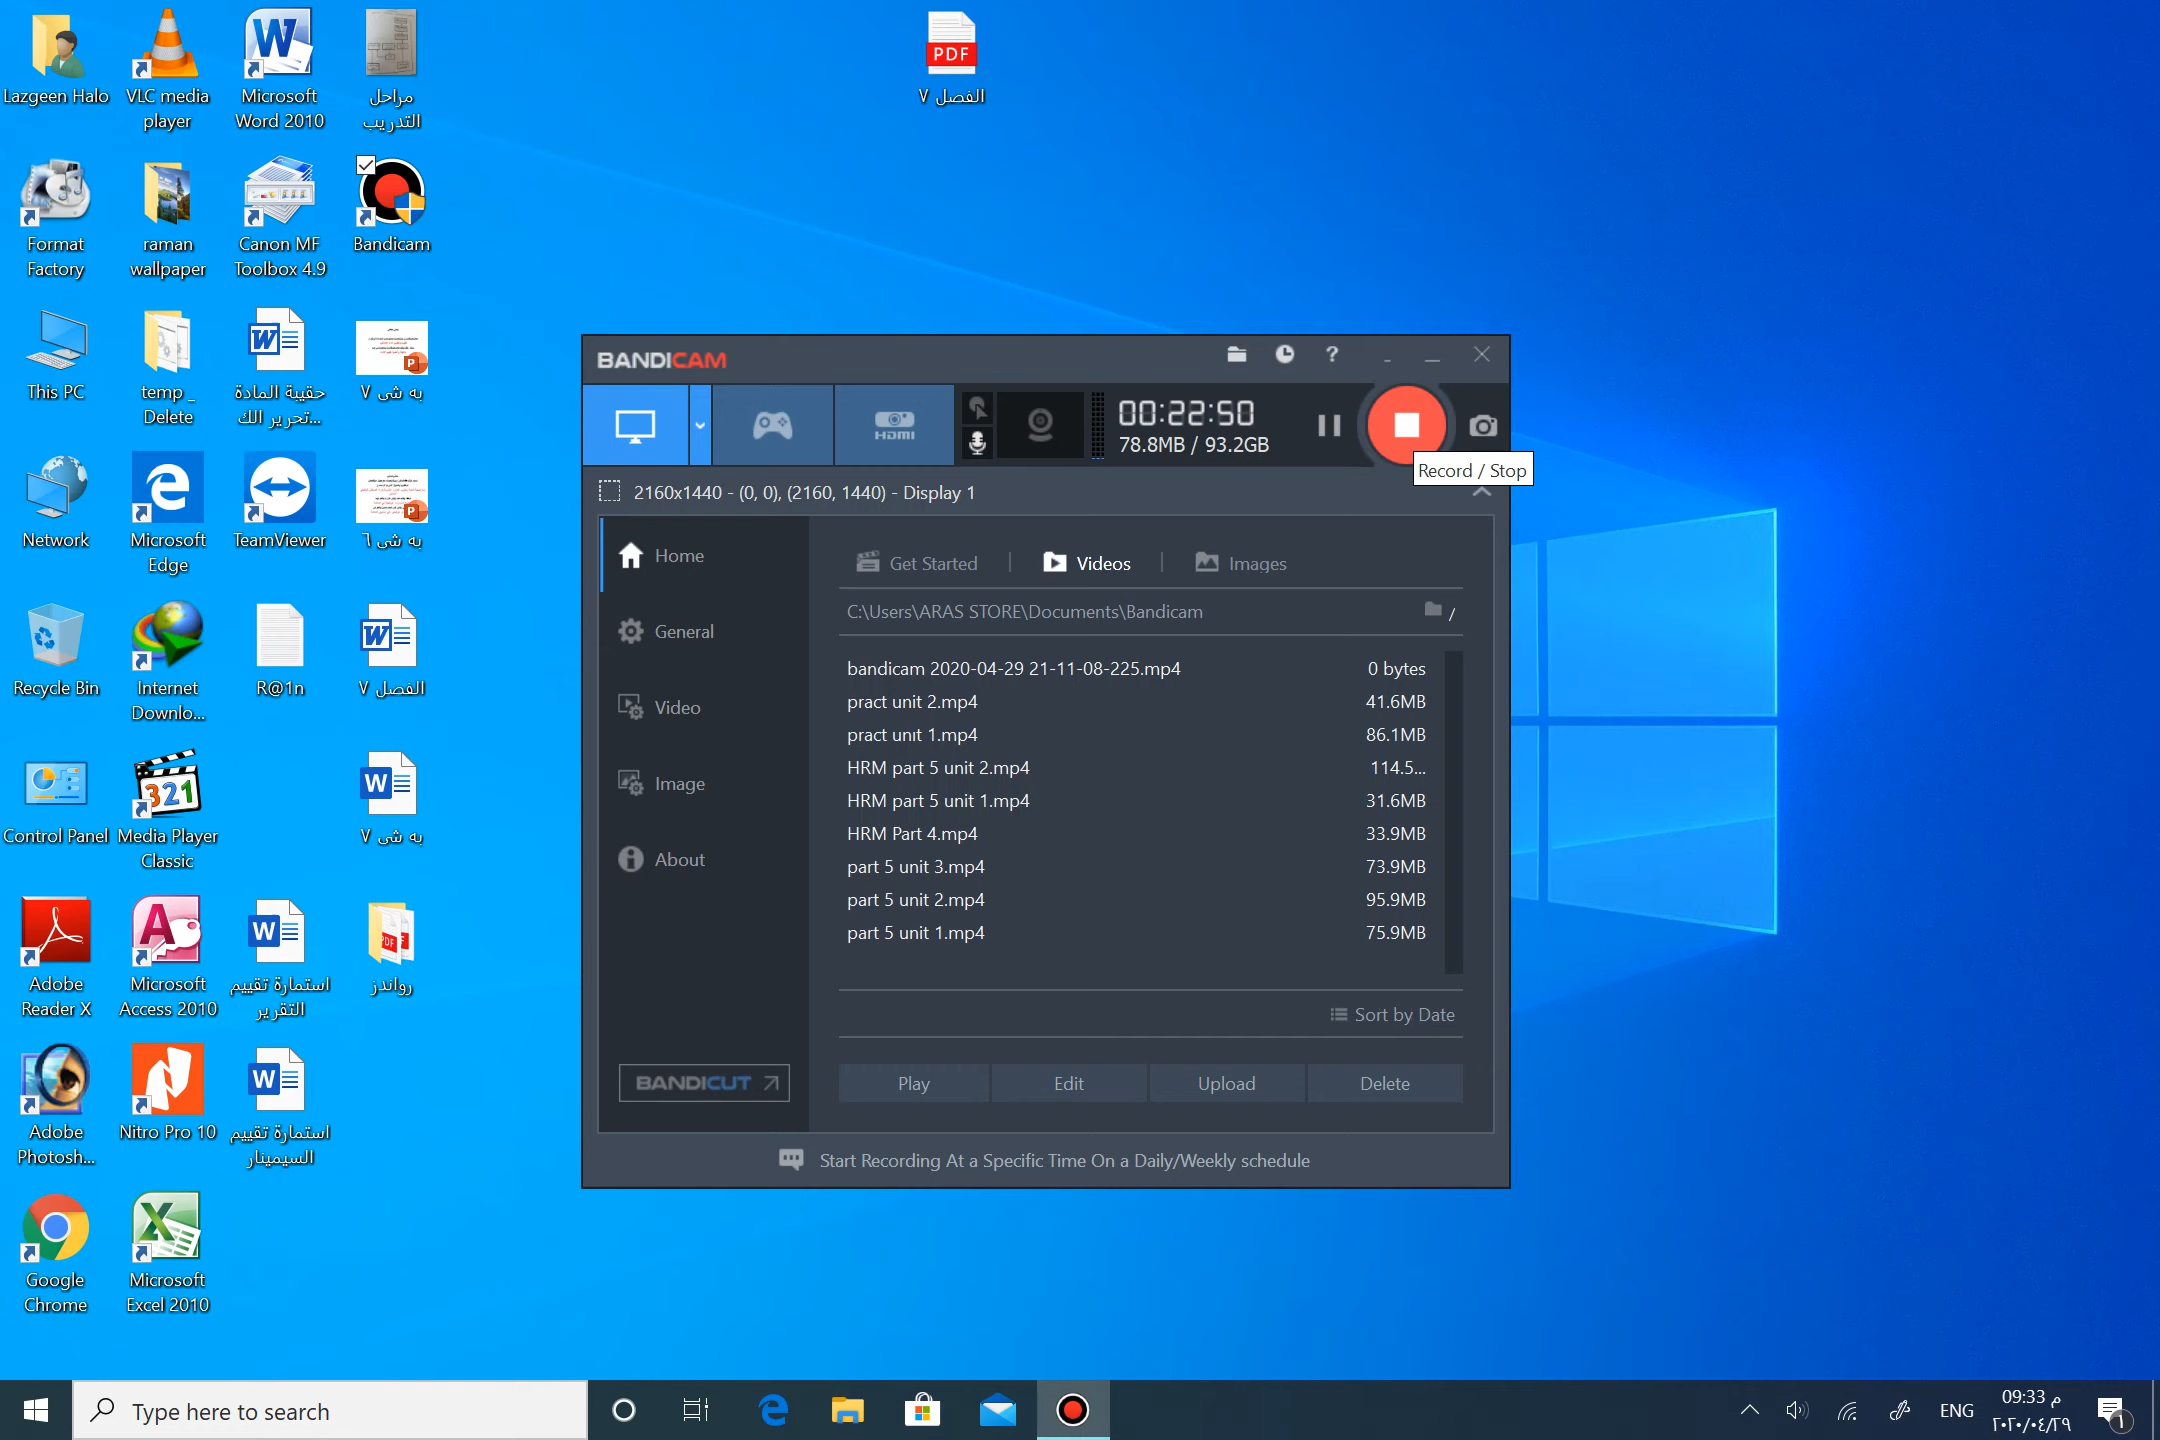 Lazgeen Halo
VLC media
player
Microsoft
Word 2010
مراحل
التدريب
PDF
الفصل ٧
Format
Factory
raman
wallpaper
Canon MF
Toolbox 4.9
Bandicam
This PC
temp _
Delete
حقيبة المادة
تحرير الك...
به شى ٧
Network
Microsoft
Edge
TeamViewer
به شى ٦
Recycle Bin
Internet
Downlo...
R@1n
الفصل ٧
Control Panel
Media Player
Classic
321
به شى ٧
Adobe
Reader X
Microsoft
Access 2010
استمارة تقييم
التقرير
رواندز
Adobe
Photosh...
Nitro Pro 10
استمارة تقييم
السيمينار
Google
Chrome
Microsoft
Excel 2010
BANDICAM
?
HDMI
00:22:50
78.8MB / 93.2GB
Record / Stop
2160x1440 - (0, 0), (2160, 1440) - Display 1
Home
General
Video
Image
About
BANDICUT
Get Started
Videos
Images
C:\Users\ARAS STORE\Documents\Bandicam
/
bandicam 2020-04-29 21-11-08-225.mp4 0 bytes
pract unit 2.mp4 41.6MB
pract unit 1.mp4 86.1MB
HRM part 5 unit 2.mp4 114.5...
HRM part 5 unit 1.mp4 31.6MB
HRM Part 4.mp4 33.9MB
part 5 unit 3.mp4 73.9MB
part 5 unit 2.mp4 95.9MB
part 5 unit 1.mp4 75.9MB
Sort by Date
Play Edit Upload Delete
Start Recording At a Specific Time On a Daily/Weekly schedule
Type here to search
ENG
09:33 م
٢٠٢٠/٠٤/٢٩
١